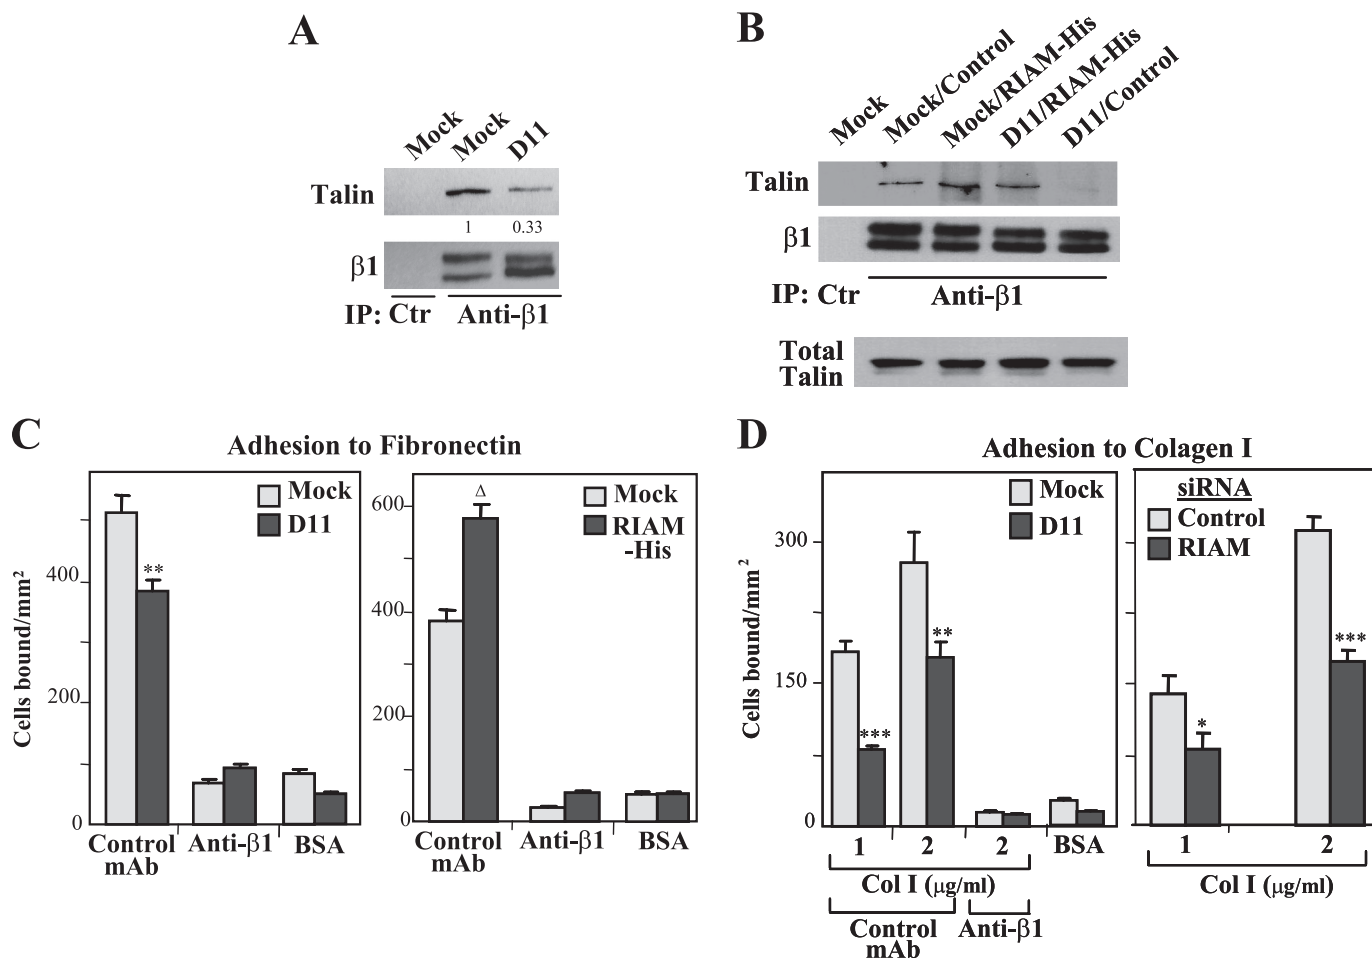 A
Mock
Mock
D11
Talin
1 0.33
β1
IP: Ctr Anti-β1
B
Mock
Mock/Control
Mock/RIAM-His
D11/RIAM-His
D11/Control
Talin
β1
IP: Ctr Anti-β1
Total
Talin
C
Adhesion to Fibronectin
Cells bound/mm²
400
200
0
Mock
D11
**
Control
mAb
Anti-β1
BSA
600
400
200
0
Δ
Mock
RIAM
-His
Control
mAb
Anti-β1
BSA
D
Adhesion to Colagen I
Cells bound/mm²
300
150
0
Mock
D11
***
**
1 2 2 BSA
Col I (μg/ml)
Control
mAb
Anti-β1
siRNA
Control
RIAM
*
***
1 2
Col I (μg/ml)